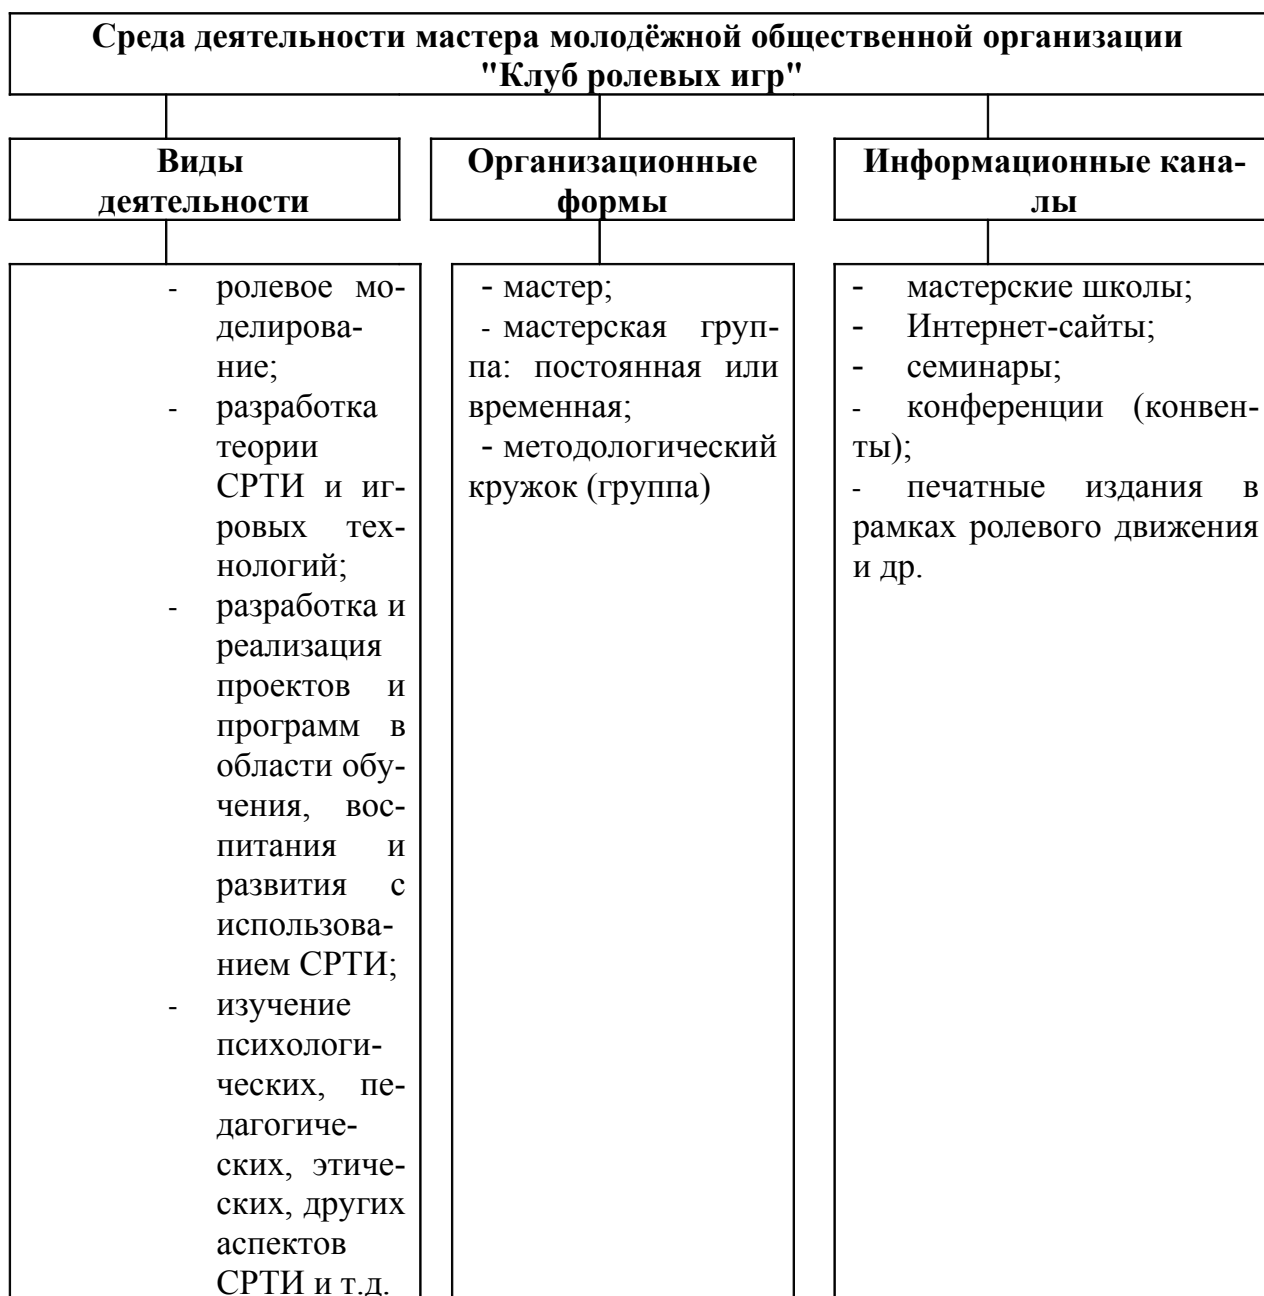 Среда деятельности мастера молодёжной общественной организации
"Клуб ролевых игр"
Виды
деятельности
Организационные
формы
Информационные кана-
лы
- ролевое мо-
делирова-
ние;
- разработка
теории
СРТИ и иг-
ровых тех-
нологий;
- разработка и
реализация
проектов и
программ в
области обу-
чения, вос-
питания и
развития с
использова-
нием СРТИ;
- изучение
психологи-
ческих, пе-
дагогиче-
ских, этиче-
ских, других
аспектов
СРТИ и т.д.
- мастер;
- мастерская груп-
па: постоянная или
временная;
- методологический
кружок (группа)
- мастерские школы;
- Интернет-сайты;
- семинары;
- конференции (конвен-
ты);
- печатные издания в
рамках ролевого движения
и др.